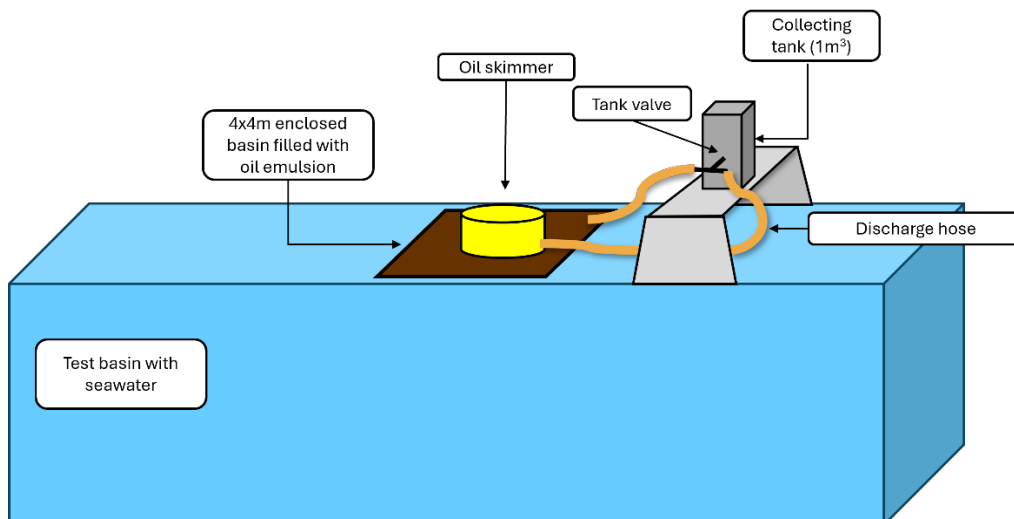 Collecting
tank (1m³)
Oil skimmer
Tank valve
4x4m enclosed
basin filled with
oil emulsion
Discharge hose
Test basin with
seawater